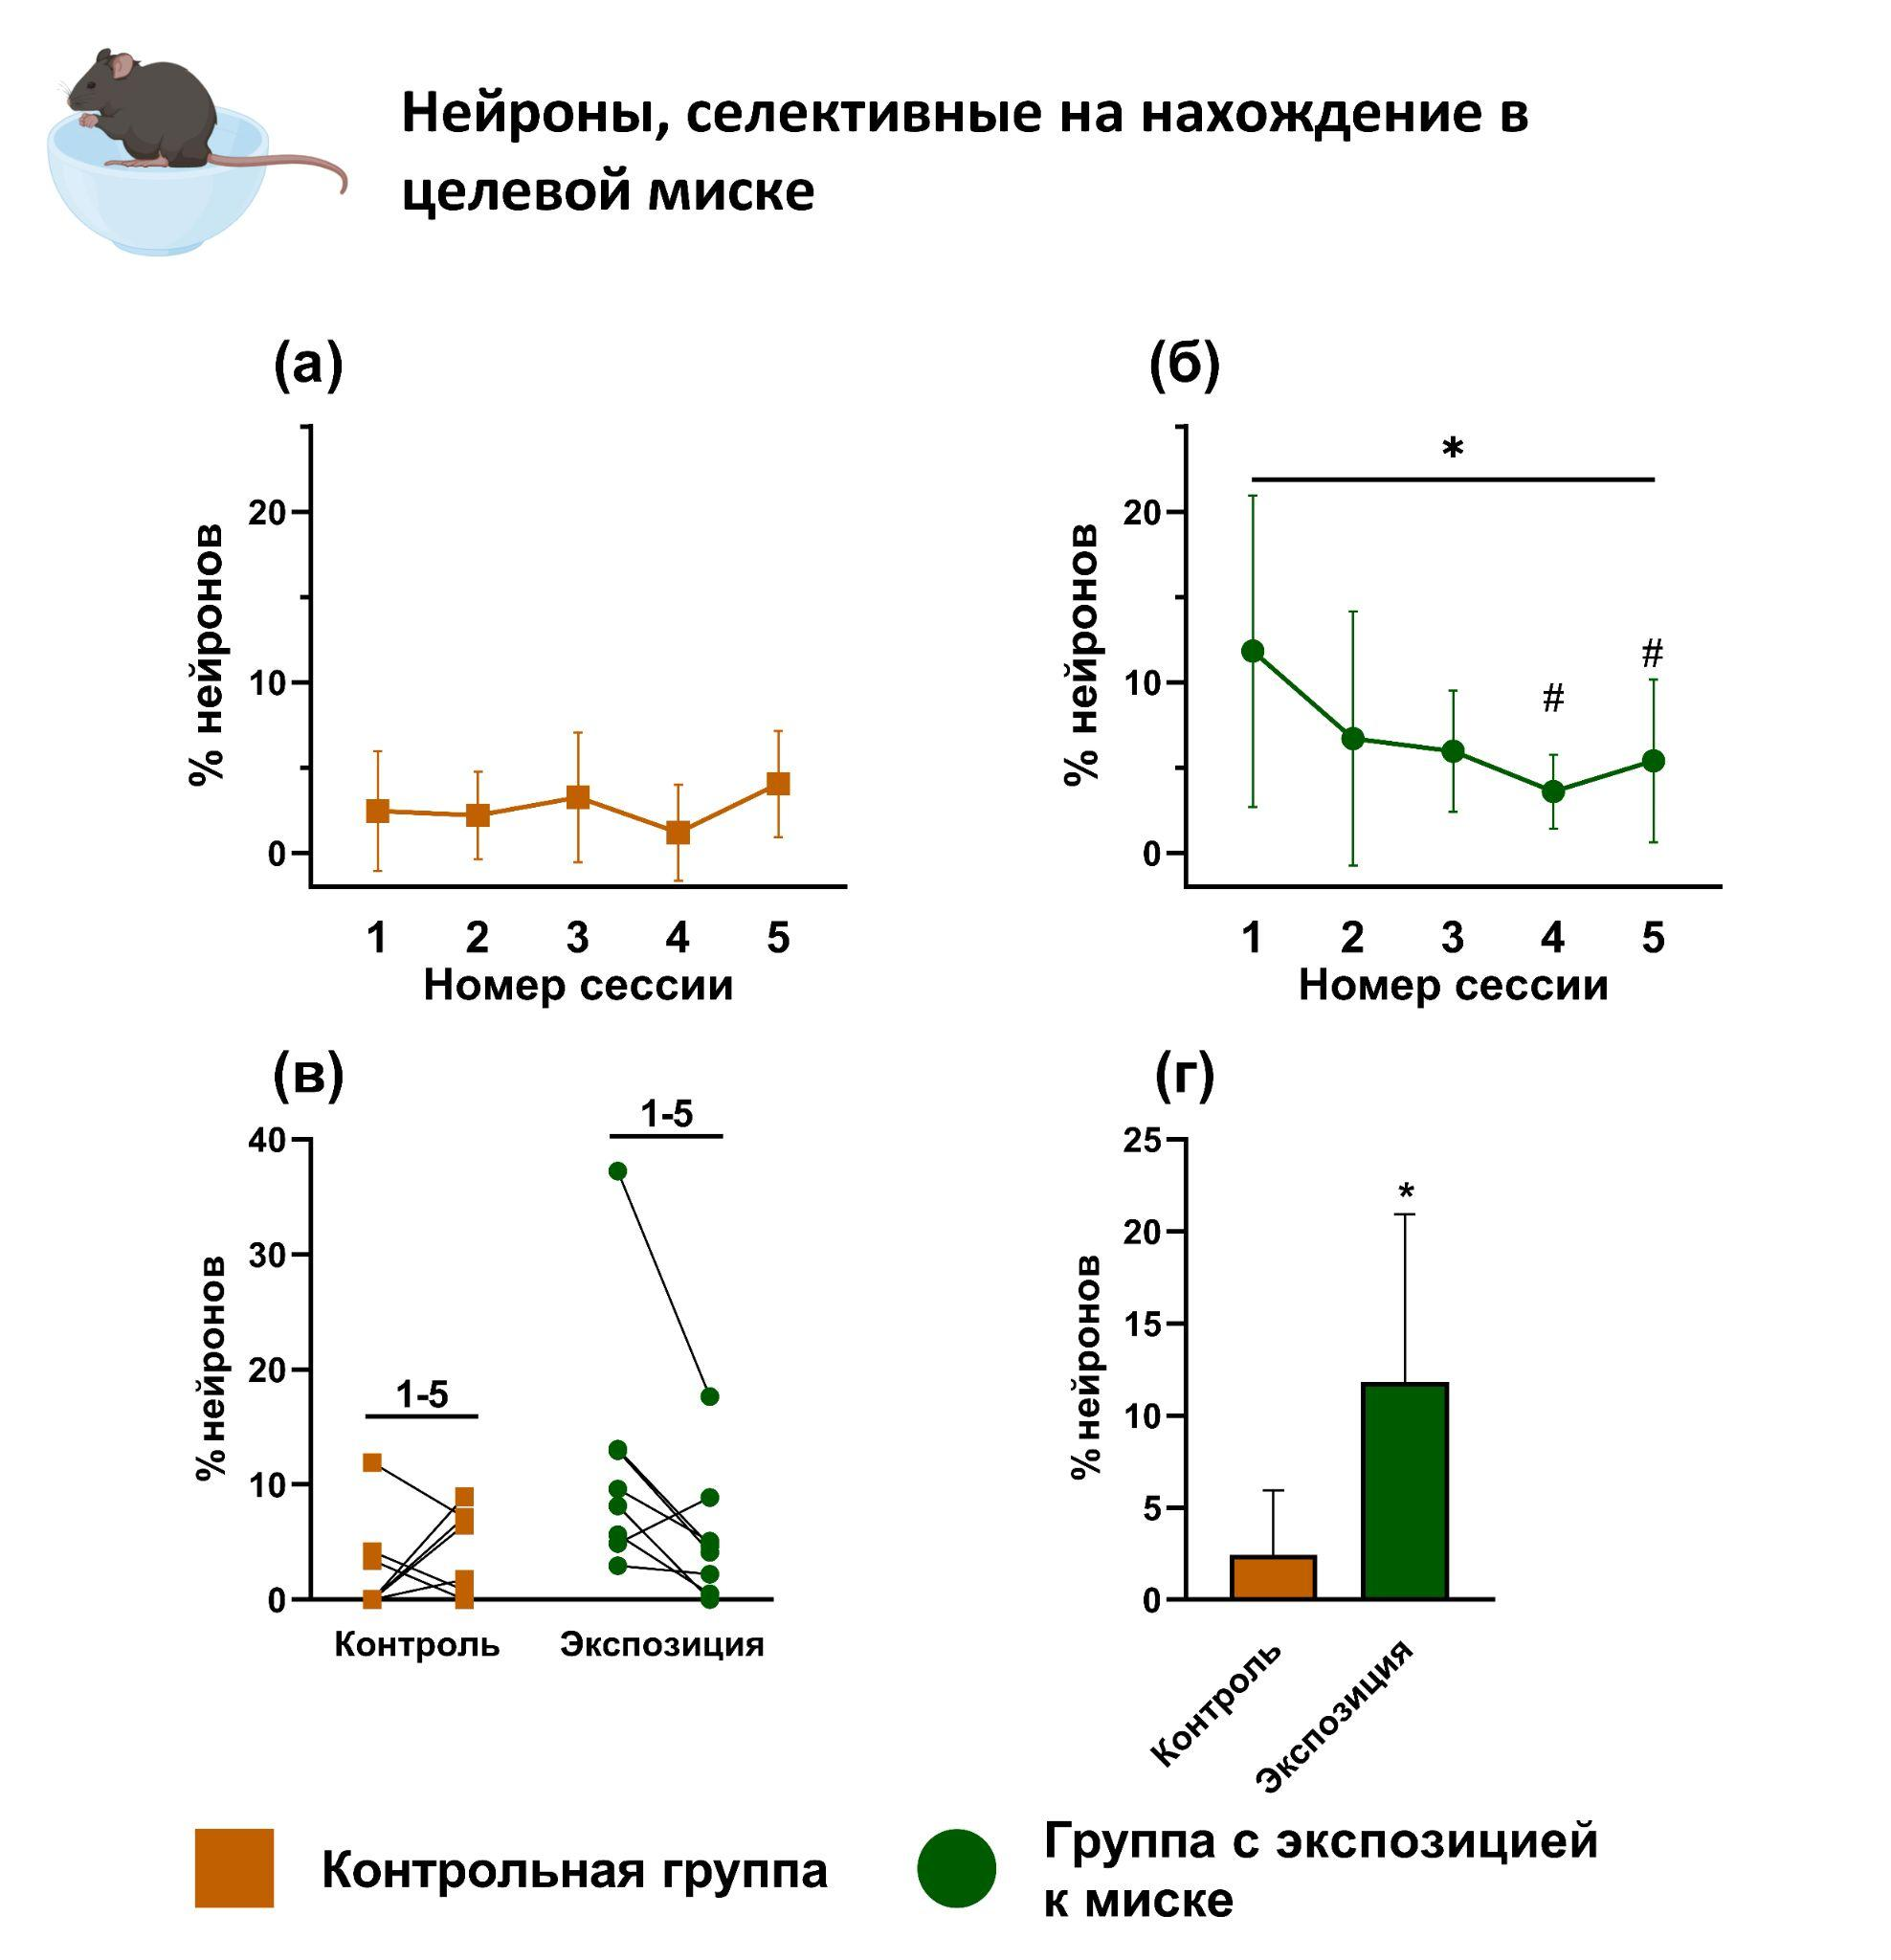 Нейроны, селективные на нахождение в
целевой миске
(а)
% нейронов
20
10
0
1 2 3 4 5
Номер сессии
(б)
*
% нейронов
20
10
0
#
#
1 2 3 4 5
Номер сессии
(в)
% нейронов
40
30
20
10
0
1-5
1-5
Контроль Экспозиция
(г)
% нейронов
25
20
15
10
5
0
*
Контроль
Экспозиция
Контрольная группа
Группа с экспозицией
к миске